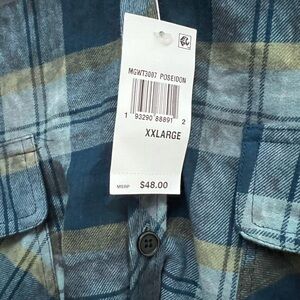 MGWT3007 POSEIDON
1 93290 88891 2
XXLARGE
MSRP $48.00